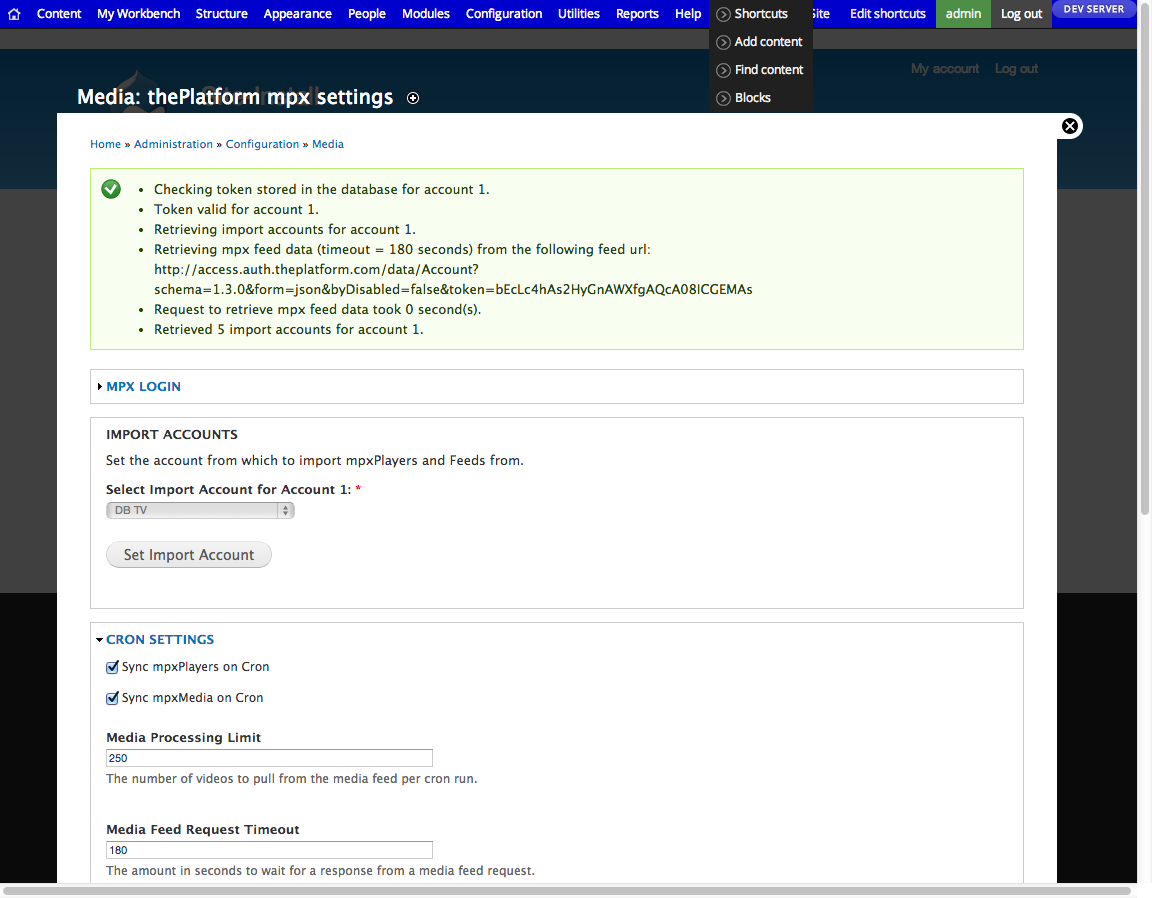 Content My Workbench Structure Appearance People Modules Configuration Utilities Reports Help Shortcuts Site Edit shortcuts admin Log out DEV SERVER
Add content
Find content
Blocks
My account Log out
Site-Install
Media: thePlatform mpx settings
Home » Administration » Configuration » Media
Checking token stored in the database for account 1.
Token valid for account 1.
Retrieving import accounts for account 1.
Retrieving mpx feed data (timeout = 180 seconds) from the following feed url:
http://access.auth.theplatform.com/data/Account?
schema=1.3.0&form=json&byDisabled=false&token=bEcLc4hAs2HyGnAWXfgAQcA08ICGEMAs
Request to retrieve mpx feed data took 0 second(s).
Retrieved 5 import accounts for account 1.
MPX LOGIN
IMPORT ACCOUNTS
Set the account from which to import mpxPlayers and Feeds from.
Select Import Account for Account 1: *
DB TV
Set Import Account
CRON SETTINGS
Sync mpxPlayers on Cron
Sync mpxMedia on Cron
Media Processing Limit
250
The number of videos to pull from the media feed per cron run.
Media Feed Request Timeout
180
The amount in seconds to wait for a response from a media feed request.